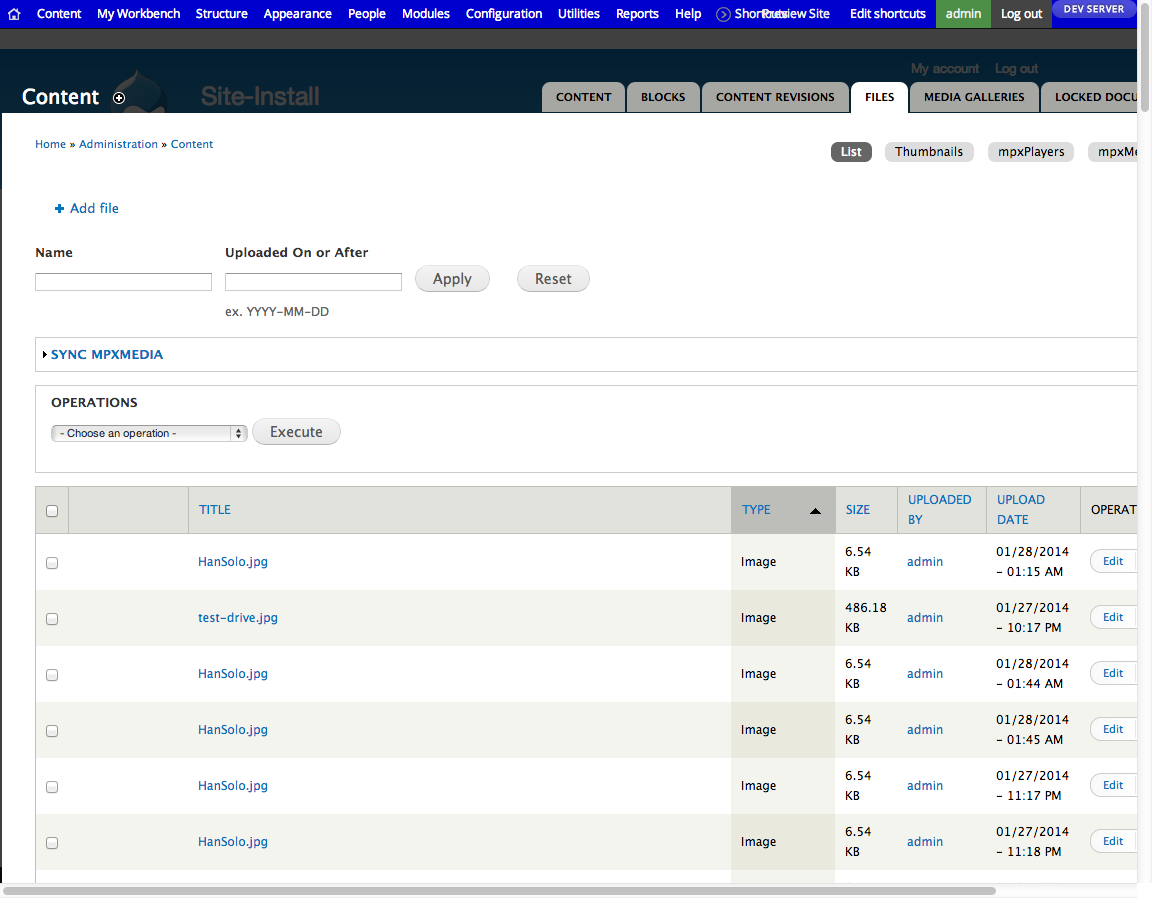 Content My Workbench Structure Appearance People Modules Configuration Utilities Reports Help Shortcuts Preview Site Edit shortcuts admin Log out DEV SERVER
My account Log out
Content Site-Install
CONTENT BLOCKS CONTENT REVISIONS FILES MEDIA GALLERIES LOCKED DOCU
Home » Administration » Content
List Thumbnails mpxPlayers mpxMe
Add file
Name Uploaded On or After
Apply Reset
ex. YYYY-MM-DD
SYNC MPXMEDIA
OPERATIONS
- Choose an operation - Execute
TITLE TYPE SIZE UPLOADED BY UPLOAD DATE OPERAT
HanSolo.jpg Image 6.54 KB admin 01/28/2014 - 01:15 AM Edit
test-drive.jpg Image 486.18 KB admin 01/27/2014 - 10:17 PM Edit
HanSolo.jpg Image 6.54 KB admin 01/28/2014 - 01:44 AM Edit
HanSolo.jpg Image 6.54 KB admin 01/28/2014 - 01:45 AM Edit
HanSolo.jpg Image 6.54 KB admin 01/27/2014 - 11:17 PM Edit
HanSolo.jpg Image 6.54 KB admin 01/27/2014 - 11:18 PM Edit